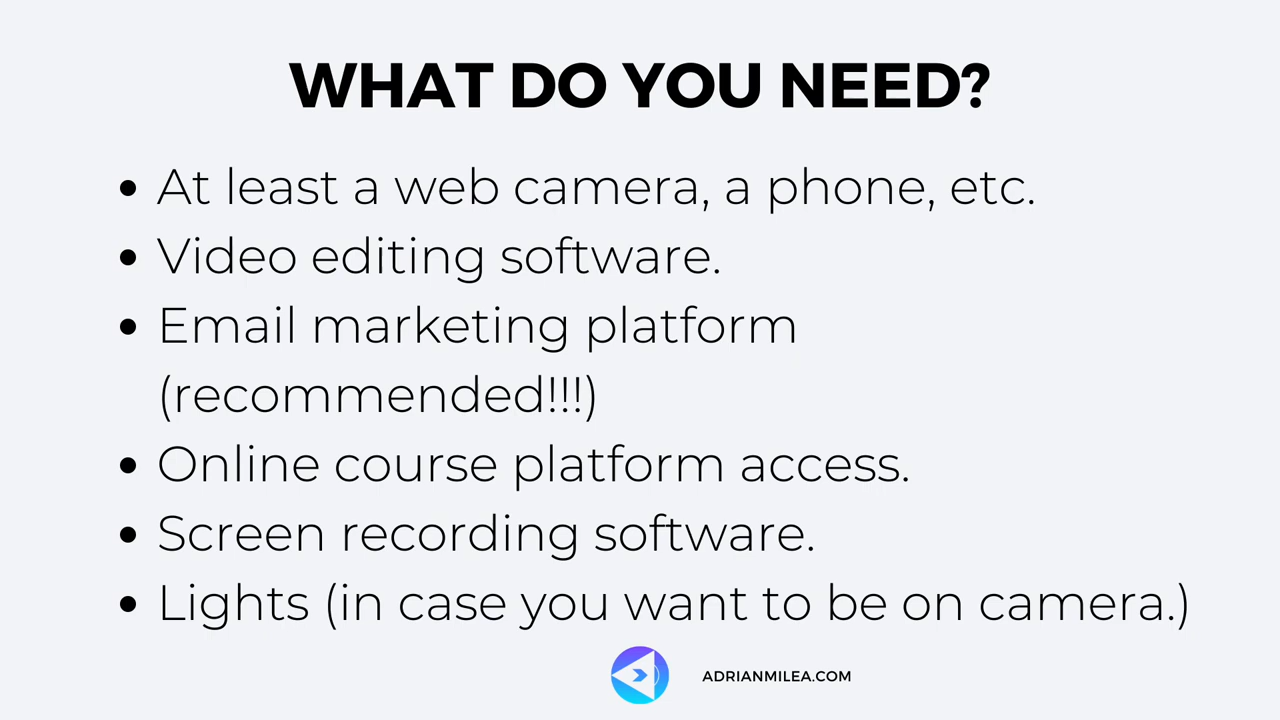 WHAT DO YOU NEED?
• At least a web camera, a phone, etc.
• Video editing software.
• Email marketing platform
(recommended!!!)
• Online course platform access.
• Screen recording software.
• Lights (in case you want to be on camera.)
ADRIANMILEA.COM